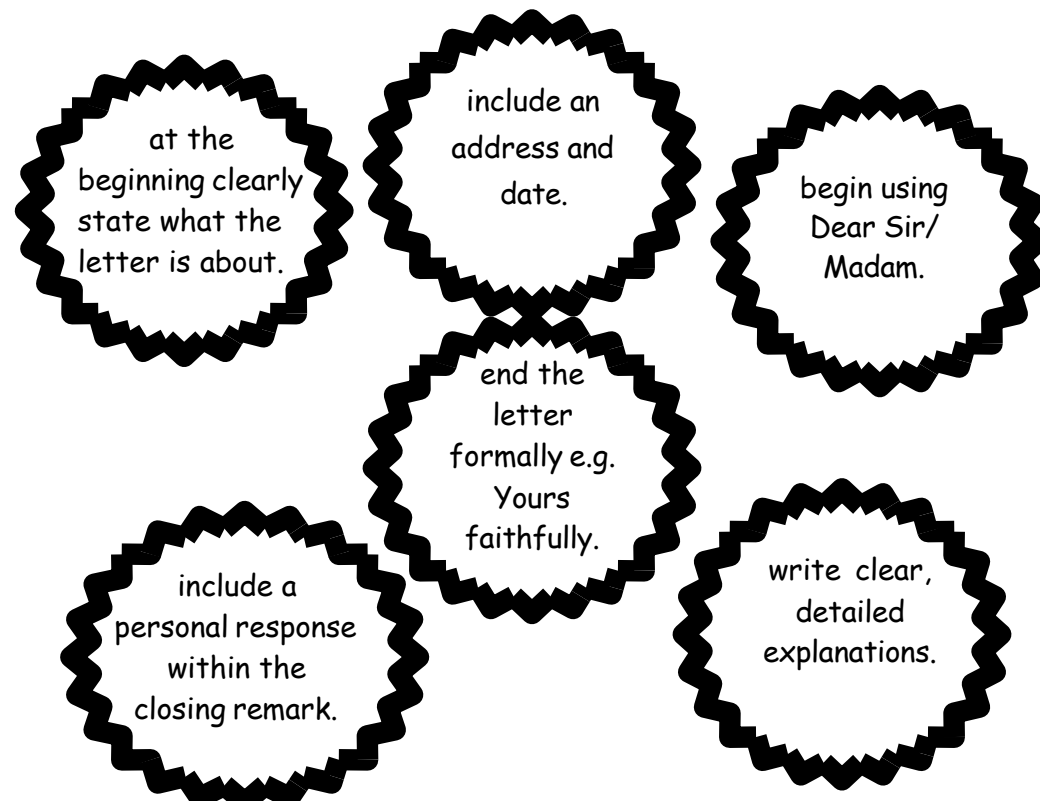 at the
beginning clearly
state what the
letter is about.
include an
address and
date.
begin using
Dear Sir/
Madam.
end the
letter
formally e.g.
Yours
faithfully.
include a
personal response
within the
closing remark.
write clear,
detailed
explanations.